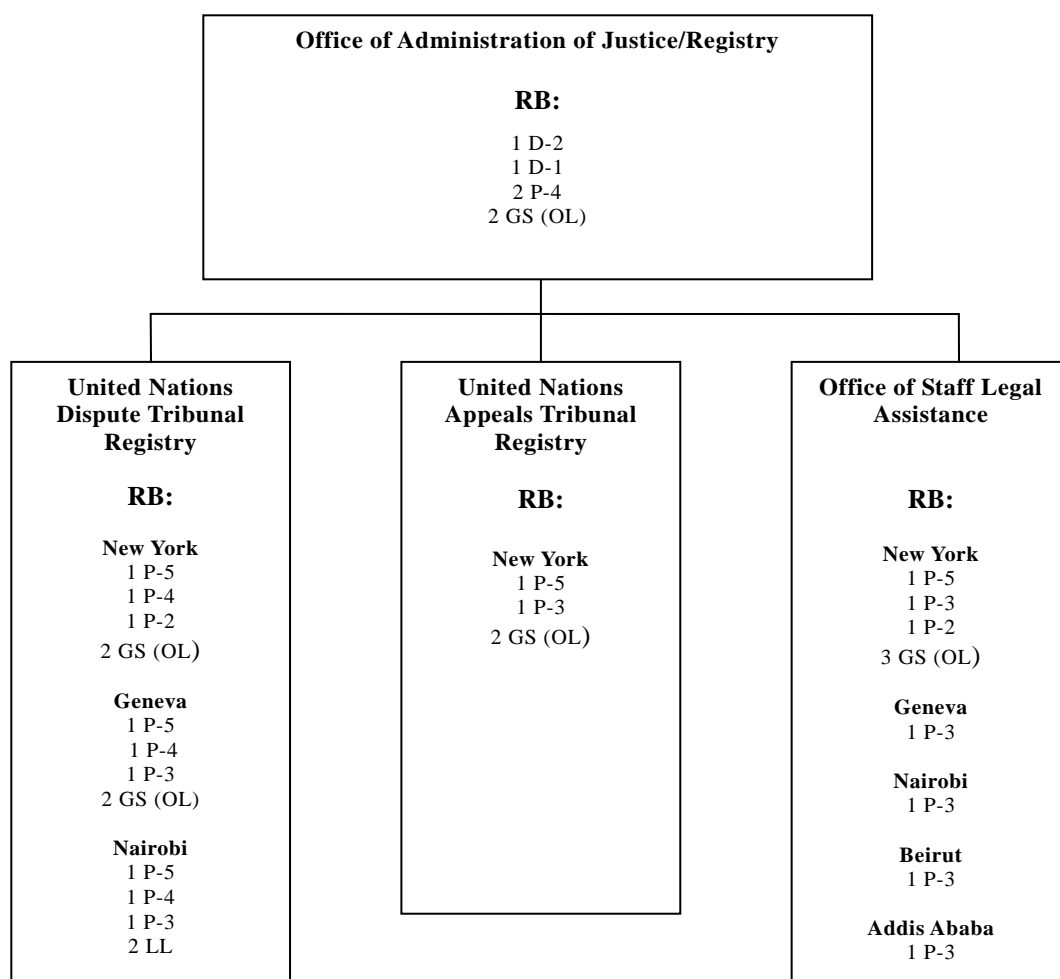 Office of Administration of Justice/Registry
RB:
1 D-2
1 D-1
2 P-4
2 GS (OL)
United Nations
Dispute Tribunal
Registry
RB:
New York
1 P-5
1 P-4
1 P-2
2 GS (OL)
Geneva
1 P-5
1 P-4
1 P-3
2 GS (OL)
Nairobi
1 P-5
1 P-4
1 P-3
2 LL
United Nations
Appeals Tribunal
Registry
RB:
New York
1 P-5
1 P-3
2 GS (OL)
Office of Staff Legal
Assistance
RB:
New York
1 P-5
1 P-3
1 P-2
3 GS (OL)
Geneva
1 P-3
Nairobi
1 P-3
Beirut
1 P-3
Addis Ababa
1 P-3